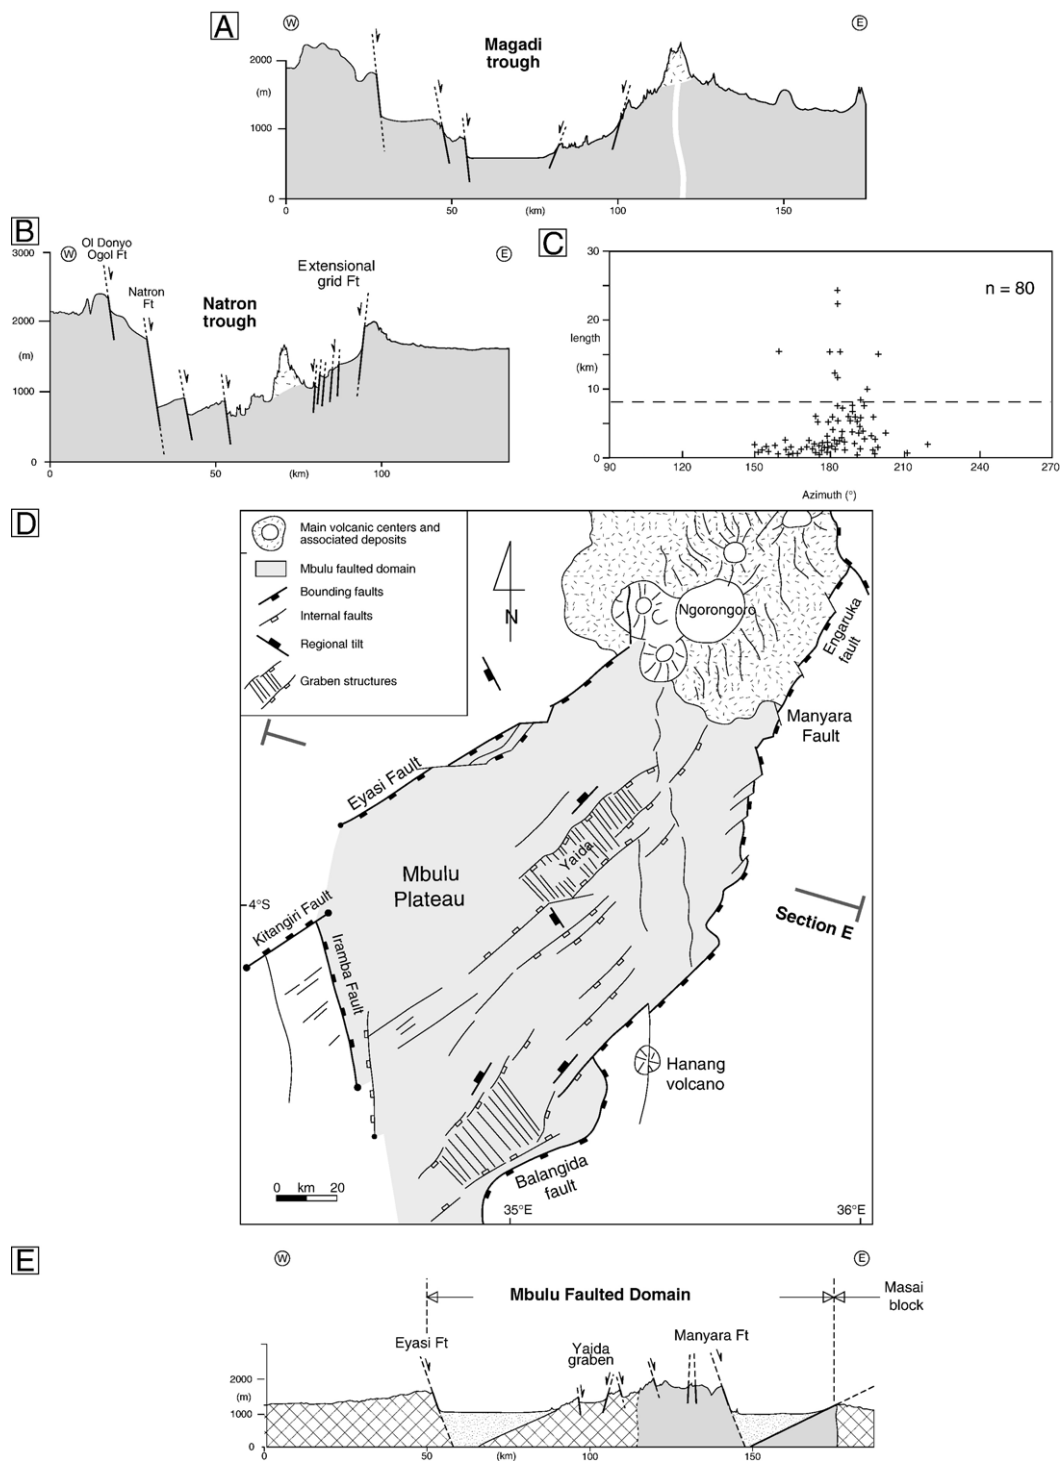 A
W
E
Magadi
trough
2000
(m)
1000
0
0
50
(km)
100
150
B
W
E
Ol Donyo
Ogol Ft
Natron
Ft
Natron
trough
Extensional
grid Ft
3000
2000
(m)
1000
0
0
50
(km)
100
C
30
20
length
(km)
10
0
n = 80
90
120
150
180
210
240
270
Azimuth (°)
D
Main volcanic centers and
associated deposits
Mbulu faulted domain
Bounding faults
Internal faults
Regional tilt
Graben structures
N
Ngorongoro
Engaruka
fault
Manyara
Fault
Eyasi Fault
Yaida
Mbulu
Plateau
4°S
Kitangiri Fault
Iramba Fault
Section E
Hanang
volcano
Balangida
fault
0 km 20
35°E
36°E
E
W
E
Mbulu Faulted Domain
Masai
block
Eyasi Ft
Yaida
graben
Manyara Ft
2000
(m)
1000
0
0
50
(km)
100
150